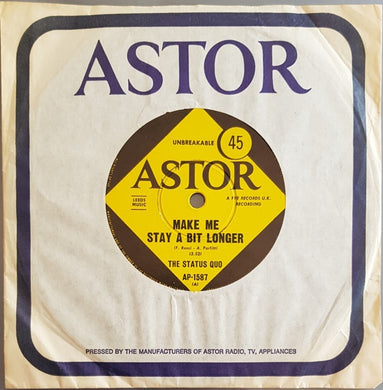 ASTOR
UNBREAKABLE 45
ASTOR
LEEDS
MUSIC
A PYE RECORDS U.K.
RECORDING
MAKE ME
STAY A BIT LONGER
(F. Rossi - A. Parfitt)
(2.52)
THE STATUS QUO
AP-1587
(A)
PRESSED BY THE MANUFACTURERS OF ASTOR RADIO, TV, APPLIANCES